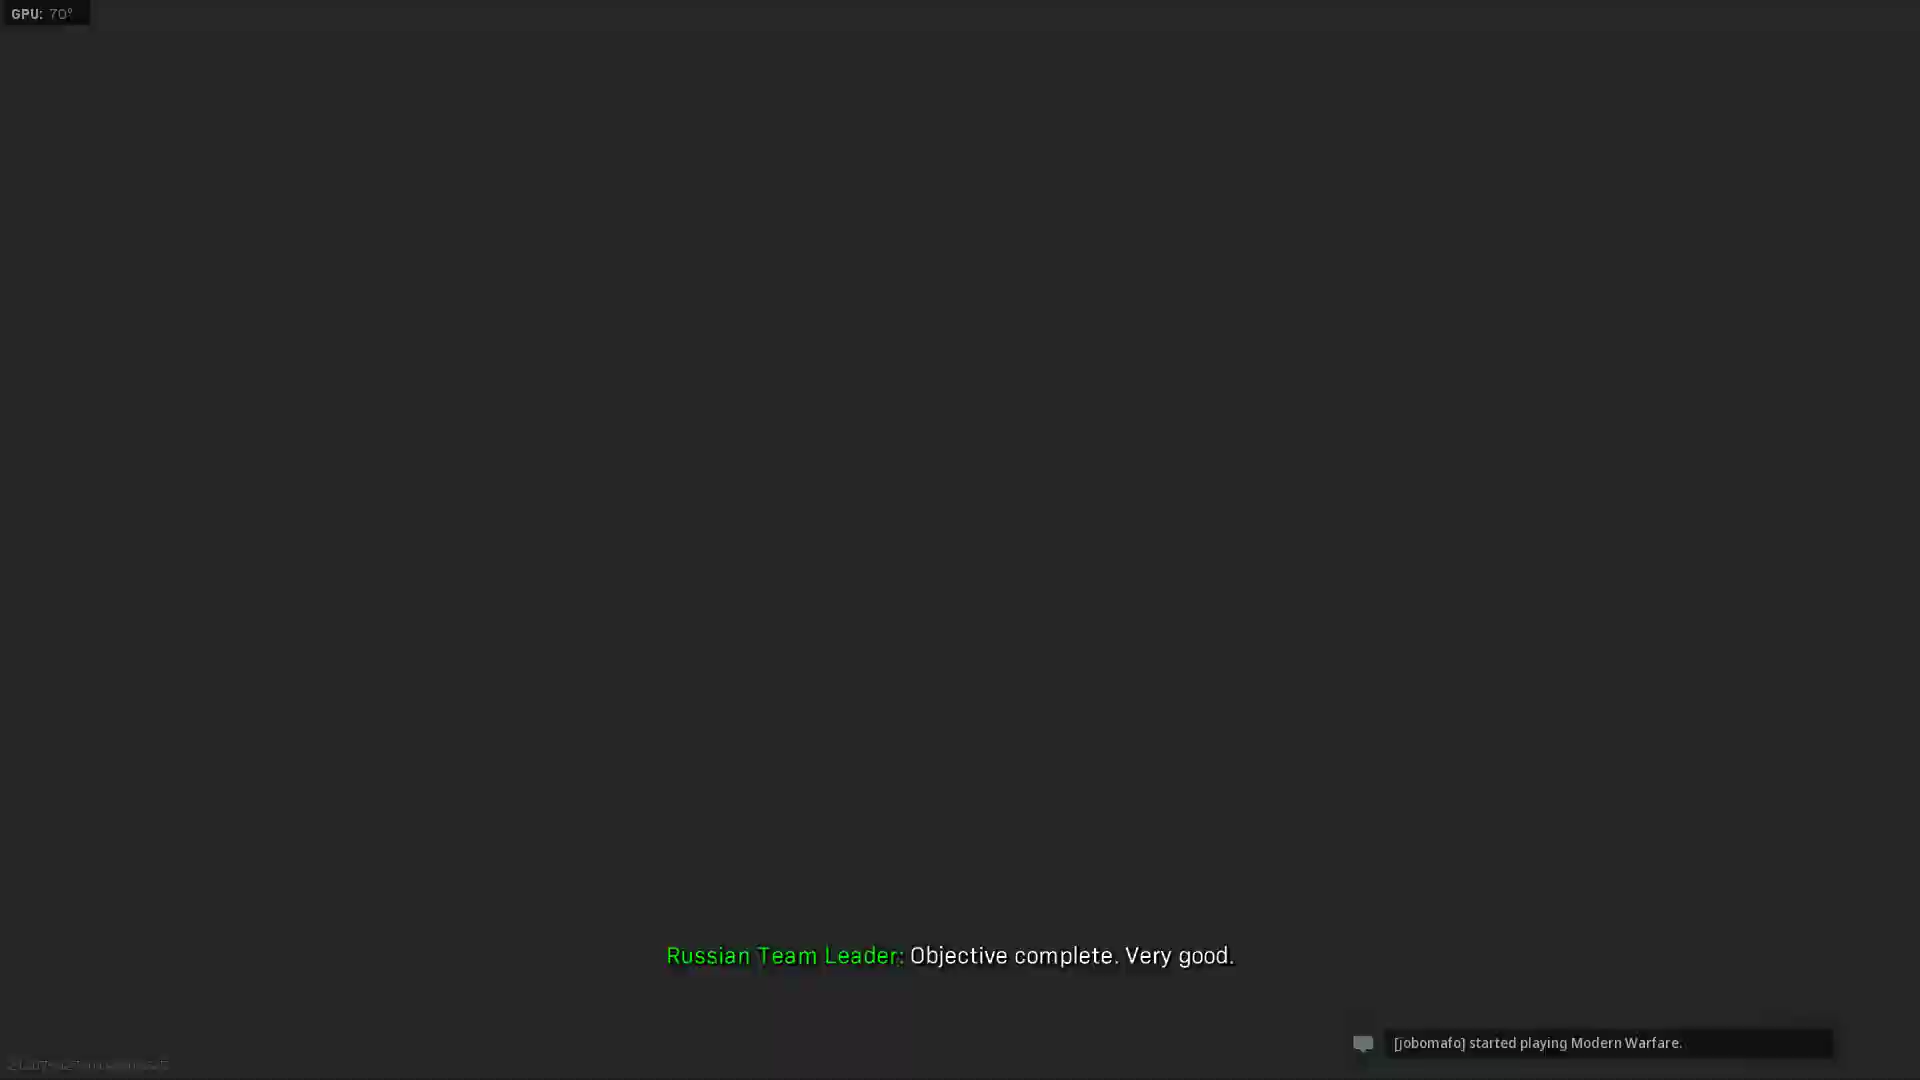 GPU: 70°
Russian Team Leader: Objective complete. Very good.
[jobomafo] started playing Modern Warfare.